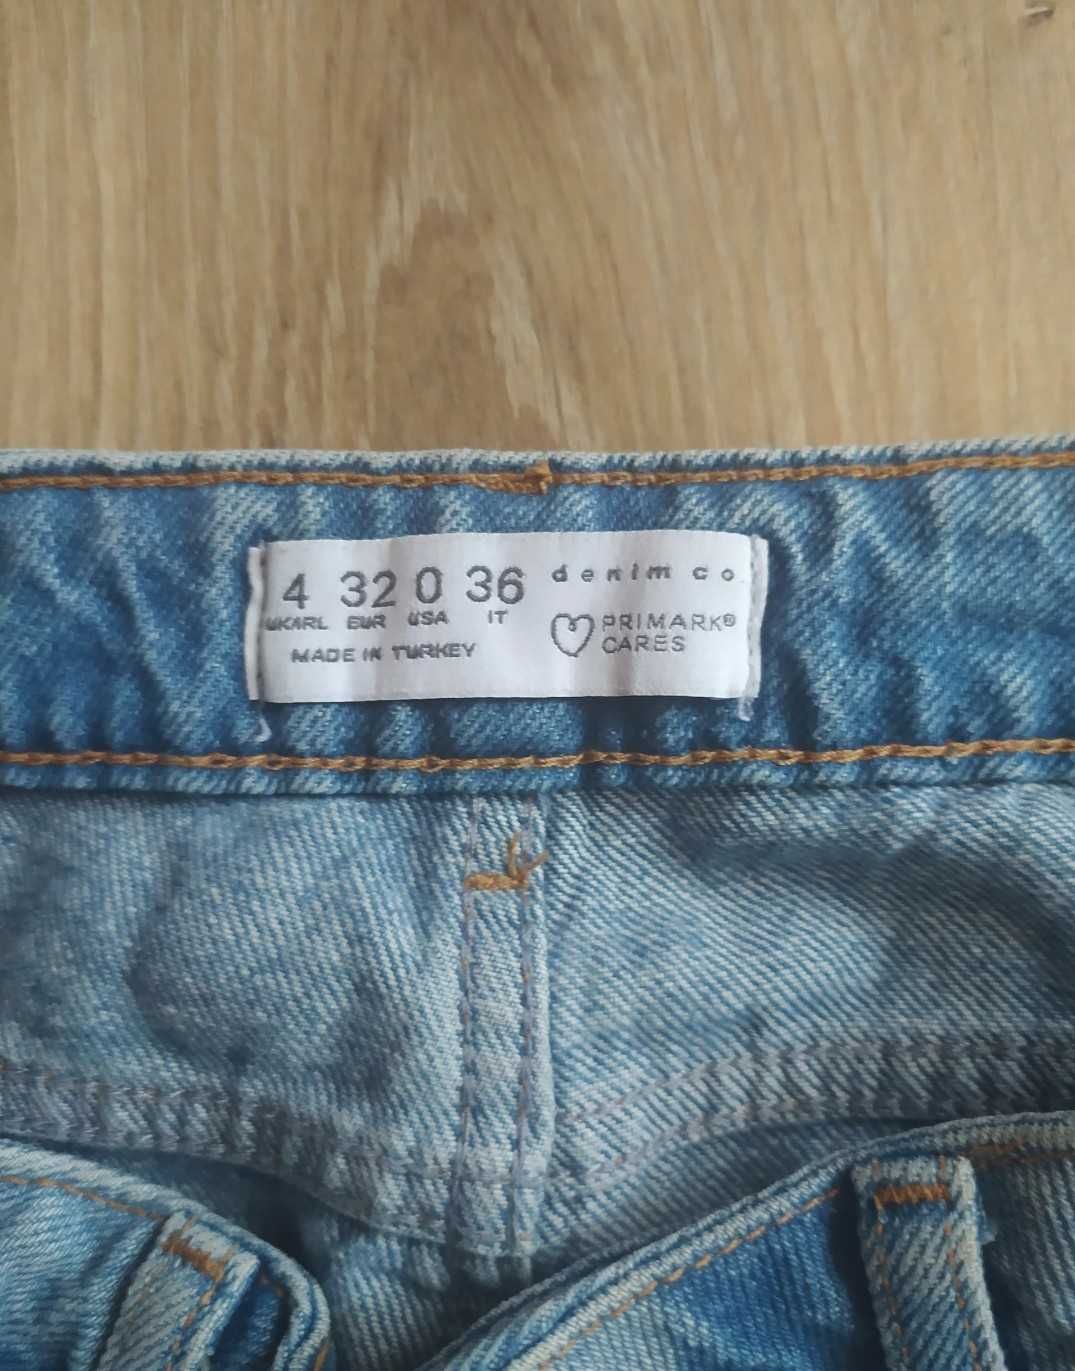 4 32 0 36
UK/IRL EUR USA IT
MADE IN TURKEY
denim co.
PRIMARK®
CARES